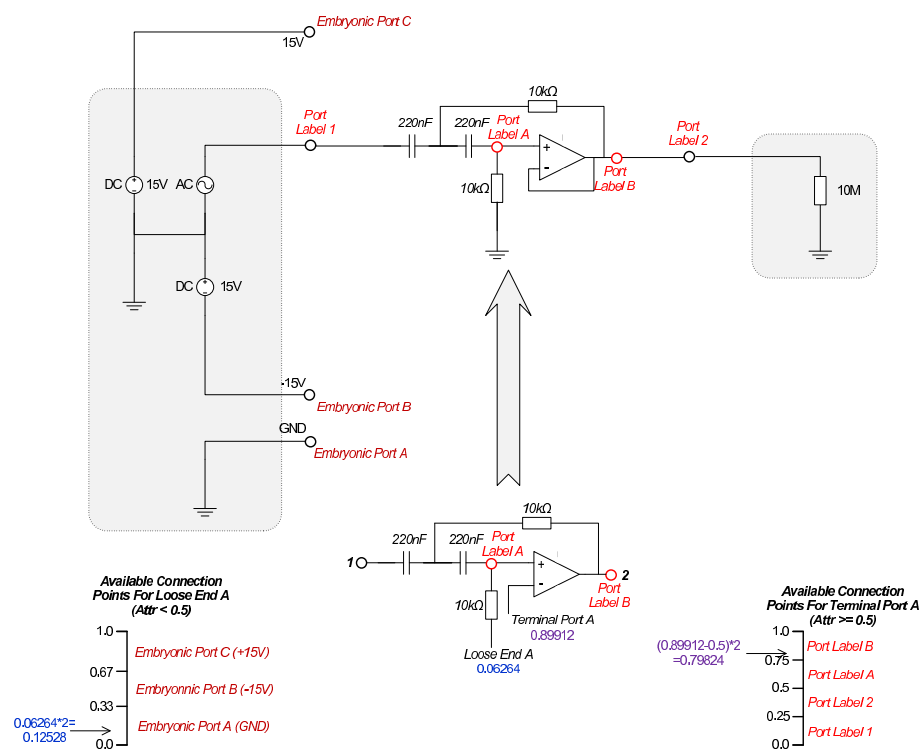 Embryonic Port C
15V
Port
Label 1
220nF
220nF
Port
Label A
10kΩ
Port
Label 2
DC
15V
AC
10kΩ
+
-
Port
Label B
10M
DC
15V
-15V
Embryonic Port B
GND
Embryonic Port A
10kΩ
220nF
220nF
Port
Label A
1
+
-
2
Port
Label B
10kΩ
Terminal Port A
0.89912
Loose End A
0.06264
Available Connection
Points For Loose End A
(Attr < 0.5)
1.0
Embryonic Port C (+15V)
0.67
Embryonnic Port B (-15V)
0.33
Embryonic Port A (GND)
0.0
0.06264*2=
0.12528
Available Connection
Points For Terminal Port A
(Attr >= 0.5)
1.0
Port Label B
0.75
Port Label A
0.5
Port Label 2
0.25
Port Label 1
0.0
(0.89912-0.5)*2
=0.79824